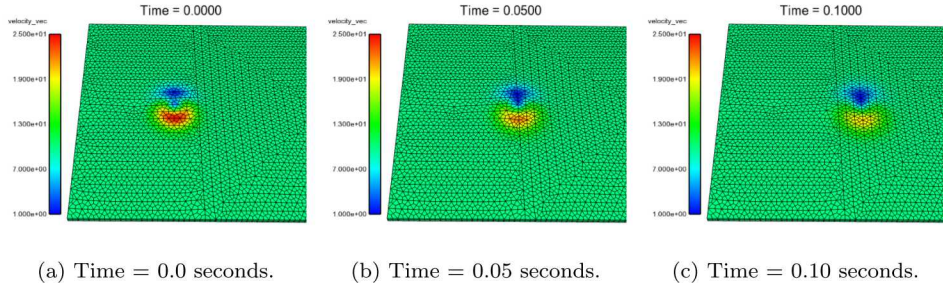 Time = 0.0000
velocity_vec
2.500e+01
1.900e+01
1.300e+01
7.000e+00
1.000e+00
Time = 0.0500
velocity_vec
2.500e+01
1.900e+01
1.300e+01
7.000e+00
1.000e+00
Time = 0.1000
velocity_vec
2.500e+01
1.900e+01
1.300e+01
7.000e+00
1.000e+00
(a) Time = 0.0 seconds.
(b) Time = 0.05 seconds.
(c) Time = 0.10 seconds.